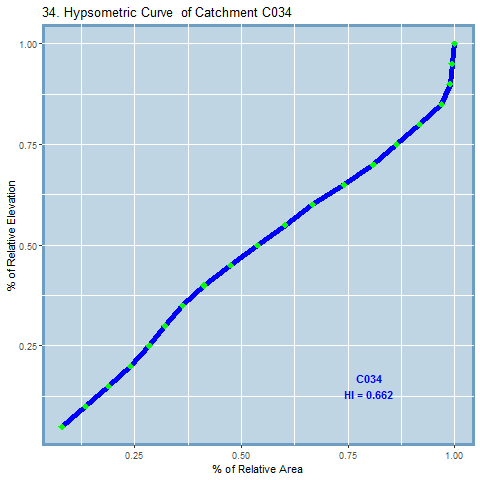 34. Hypsometric Curve  of Catchment C034
1.00
0.75
0.50
0.25
% of Relative Elevation
C034
HI = 0.662
0.25
0.50
0.75
1.00
% of Relative Area